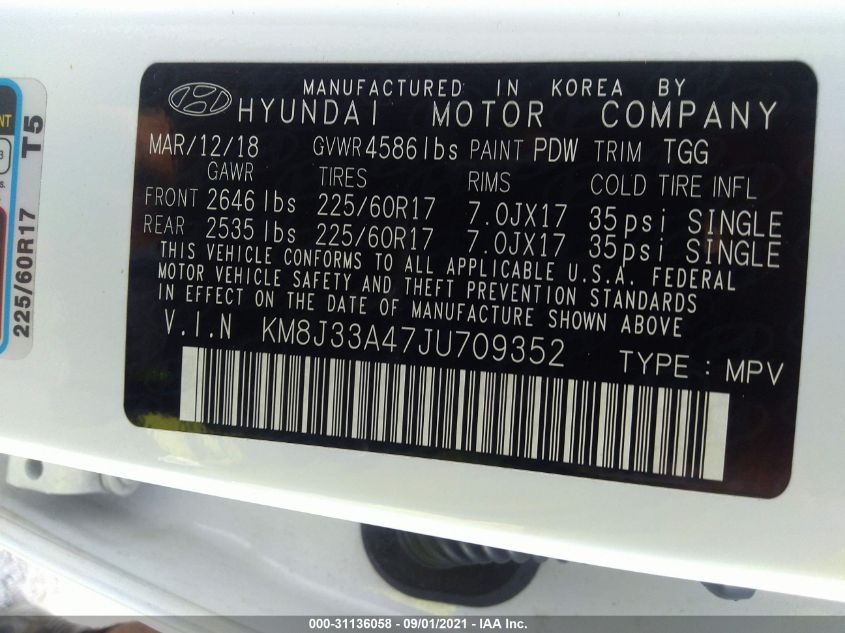 MANUFACTURED IN KOREA BY
HYUNDAI MOTOR COMPANY
MAR/12/18 GVWR 4586lbs PAINT PDW TRIM TGG
GAWR TIRES RIMS COLD TIRE INFL
FRONT 2646 lbs 225/60R17 7.0JX17 35psi SINGLE
REAR 2535 lbs 225/60R17 7.0JX17 35psi SINGLE
THIS VEHICLE CONFORMS TO ALL APPLICABLE U.S.A. FEDERAL
MOTOR VEHICLE SAFETY AND THEFT PREVENTION STANDARDS
IN EFFECT ON THE DATE OF MANUFACTURE SHOWN ABOVE
V.I.N KM8J33A47JU709352 TYPE : MPV
225/60R17 T5
000-31136058 - 09/01/2021 - IAA Inc.